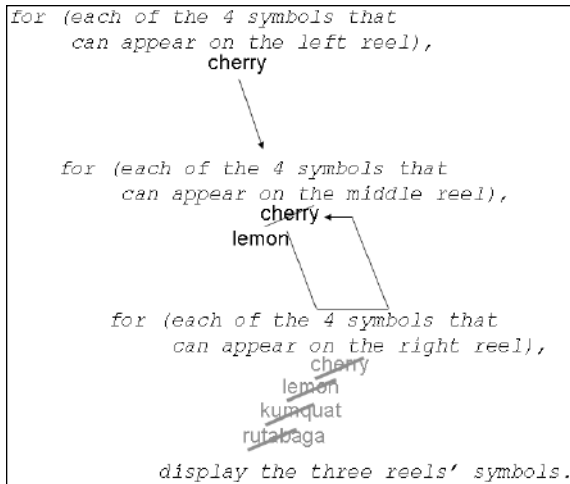 for (each of the 4 symbols that
can appear on the left reel),
cherry
for (each of the 4 symbols that
can appear on the middle reel),
cherry
lemon
for (each of the 4 symbols that
can appear on the right reel),
cherry
lemon
kumquat
rutabaga
display the three reels' symbols.